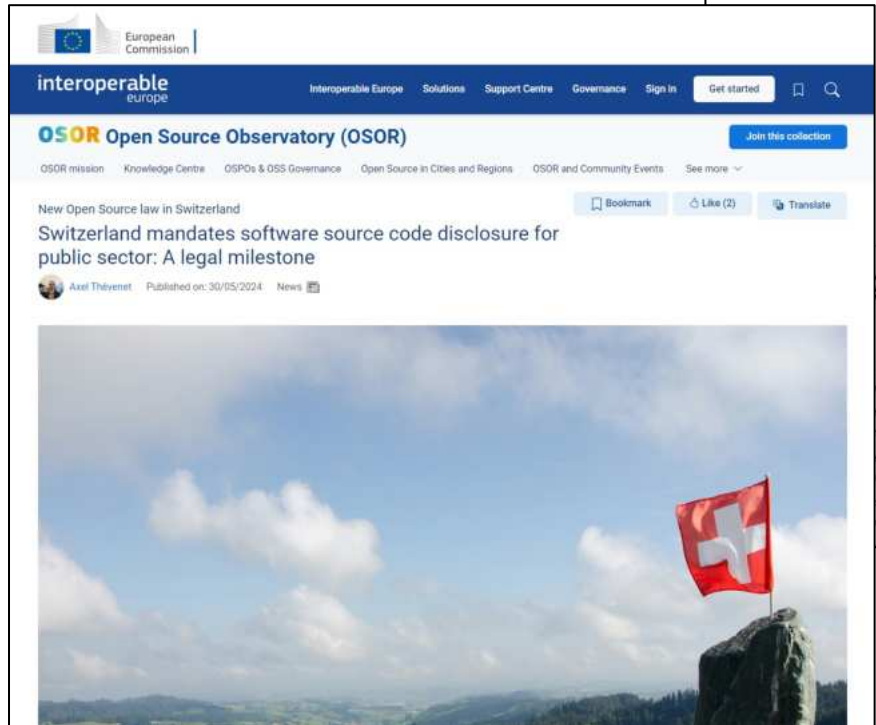 European
Commission
interoperable
europe
Interoperable Europe Solutions Support Centre Governance Sign in Get started
OSOR Open Source Observatory (OSOR)
Join this collection
OSOR mission Knowledge Centre OSPOs & OSS Governance Open Source in Cities and Regions OSOR and Community Events See more
New Open Source law in Switzerland
Bookmark Like (2) Translate
Switzerland mandates software source code disclosure for
public sector: A legal milestone
Axel Thévenet Published on: 30/05/2024 News